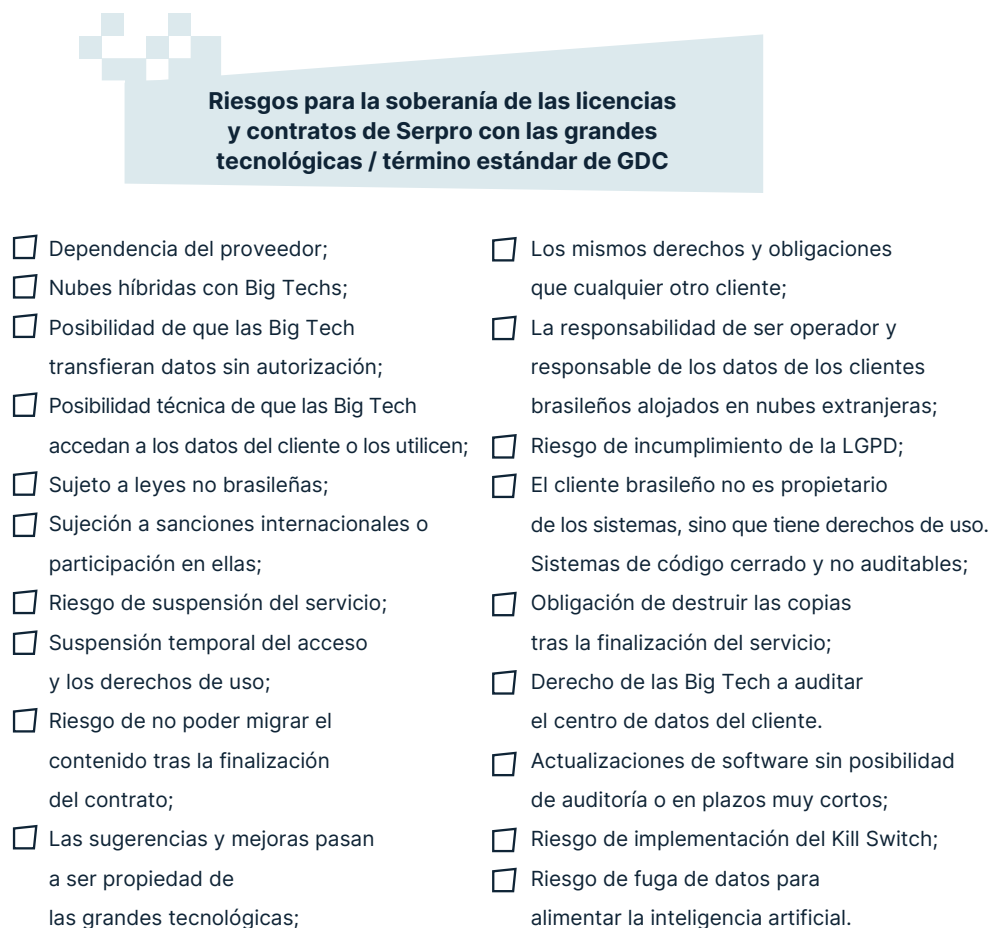 Riesgos para la soberanía de las licencias
y contratos de Serpro con las grandes
tecnológicas / término estándar de GDC
Dependencia del proveedor;
Nubes híbridas con Big Techs;
Posibilidad de que las Big Tech
transfieran datos sin autorización;
Posibilidad técnica de que las Big Tech
accedan a los datos del cliente o los utilicen;
Sujeto a leyes no brasileñas;
Sujeción a sanciones internacionales o
participación en ellas;
Riesgo de suspensión del servicio;
Suspensión temporal del acceso
y los derechos de uso;
Riesgo de no poder migrar el
contenido tras la finalización
del contrato;
Las sugerencias y mejoras pasan
a ser propiedad de
las grandes tecnológicas;
Los mismos derechos y obligaciones
que cualquier otro cliente;
La responsabilidad de ser operador y
responsable de los datos de los clientes
brasileños alojados en nubes extranjeras;
Riesgo de incumplimiento de la LGPD;
El cliente brasileño no es propietario
de los sistemas, sino que tiene derechos de uso.
Sistemas de código cerrado y no auditables;
Obligación de destruir las copias
tras la finalización del servicio;
Derecho de las Big Tech a auditar
el centro de datos del cliente.
Actualizaciones de software sin posibilidad
de auditoría o en plazos muy cortos;
Riesgo de implementación del Kill Switch;
Riesgo de fuga de datos para
alimentar la inteligencia artificial.